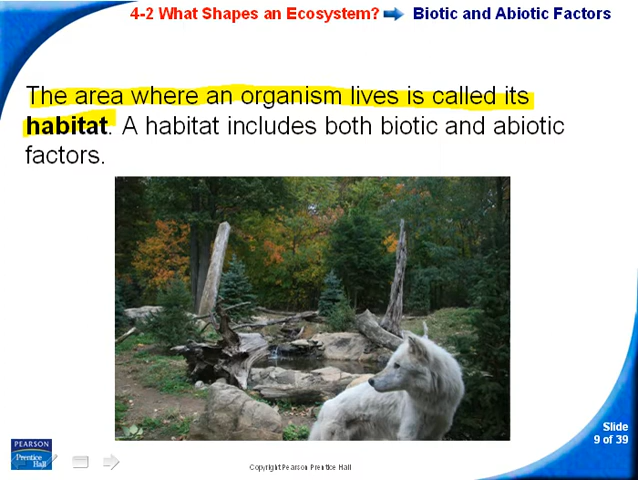 4-2 What Shapes an Ecosystem? Biotic and Abiotic Factors
The area where an organism lives is called its
habitat. A habitat includes both biotic and abiotic
factors.
Slide
9 of 39
PEARSON
Prentice
Hall
Copyright Pearson Prentice Hall